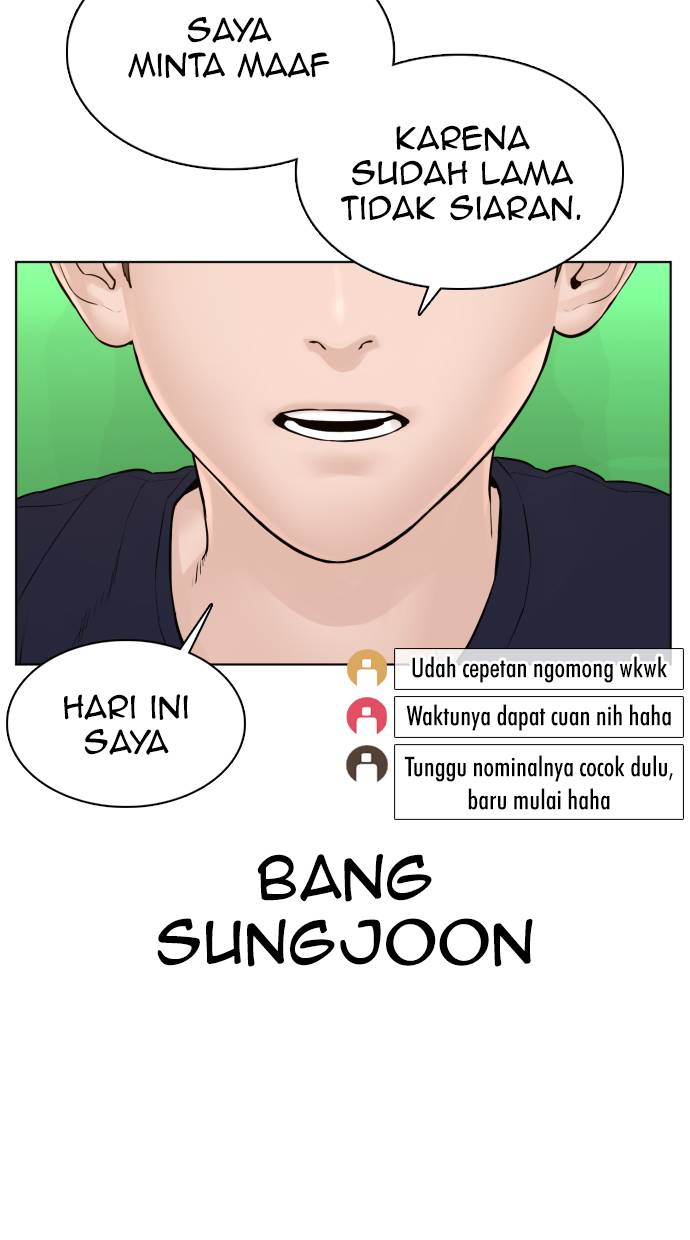 SAYA
MINTA MAAF
KARENA
SUDAH LAMA
TIDAK SIARAN.
HARI INI
SAYA
Udah cepetan ngomong wkwk
Waktunya dapat cuan nih haha
Tunggu nominalnya cocok dulu,
baru mulai haha
BANG
SUNGJOON